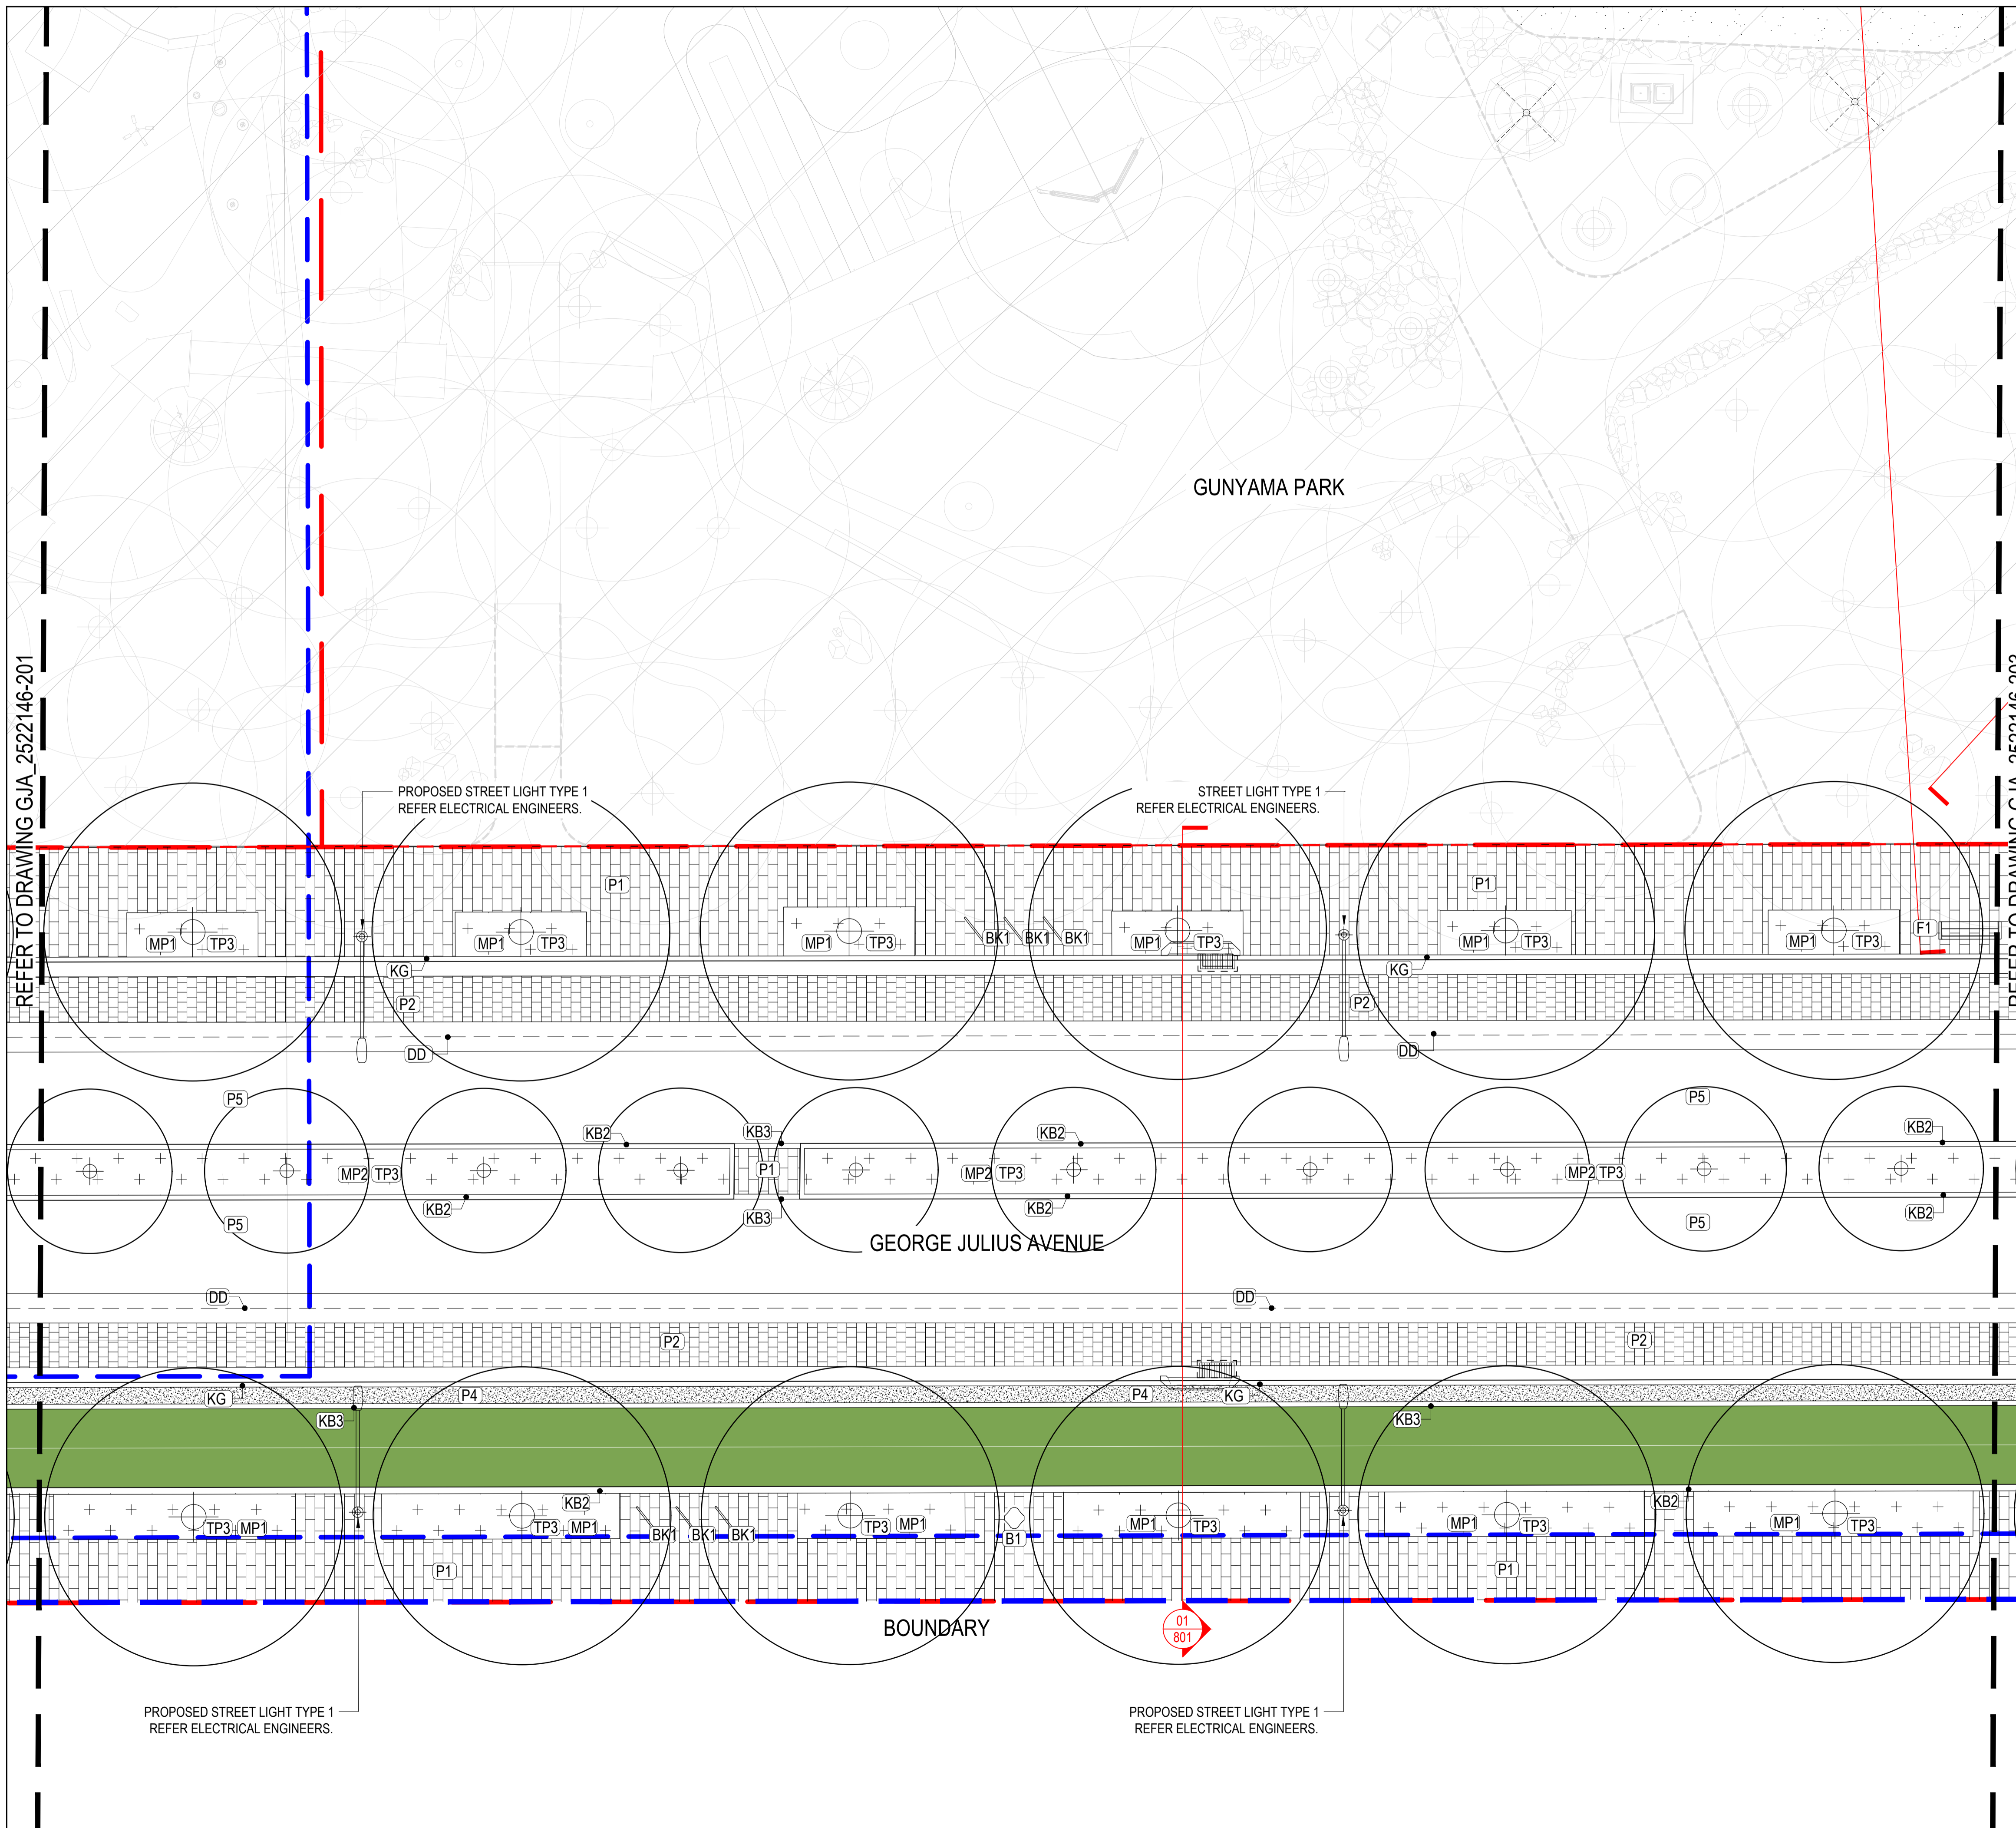 GUNYAMA PARK
REFER TO DRAWING GJA_2522146-201
REFER TO DRAWING GJA_2522146-203
PROPOSED STREET LIGHT TYPE 1
REFER ELECTRICAL ENGINEERS.
STREET LIGHT TYPE 1
REFER ELECTRICAL ENGINEERS.
P1
P1
MP1 TP3
MP1 TP3
MP1 TP3
BK1 BK1 BK1
MP1 TP3
MP1 TP3
MP1 TP3
F1
KG
KG
P2
P2
DD
DD
P5
P5
KB2
KB3
KB2
KB2
MP2 TP3
P1
MP2 TP3
MP2 TP3
KB2
KB3
KB2
KB2
P5
P5
GEORGE JULIUS AVENUE
DD
DD
P2
P2
KG
P4
P4
KG
KB3
KB3
KB2
KB2
TP3 MP1
TP3 MP1
BK1 BK1 BK1
TP3 MP1
B1
MP1 TP3
MP1 TP3
MP1 TP3
P1
P1
BOUNDARY
01
801
PROPOSED STREET LIGHT TYPE 1
REFER ELECTRICAL ENGINEERS.
PROPOSED STREET LIGHT TYPE 1
REFER ELECTRICAL ENGINEERS.